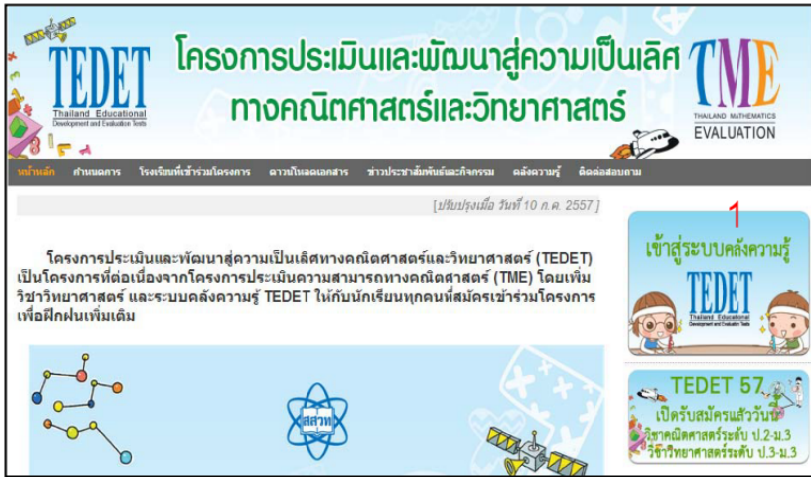 TEDET
Thailand Educational
Development and Evaluation Tests
โครงการประเมินและพัฒนาสู่ความเป็นเลิศ
ทางคณิตศาสตร์และวิทยาศาสตร์
TME
THAILAND MATHEMATICS
EVALUATION
หน้าหลัก กำหนดการ โรงเรียนที่เข้าร่วมโครงการ ดาวน์โหลดเอกสาร ข่าวประชาสัมพันธ์และกิจกรรม คลังความรู้ ติดต่อสอบถาม
[ปรับปรุงเมื่อ วันที่ 10 ก.ค. 2557 ]
โครงการประเมินและพัฒนาสู่ความเป็นเลิศทางคณิตศาสตร์และวิทยาศาสตร์ (TEDET)
เป็นโครงการที่ต่อเนื่องจากโครงการประเมินความสามารถทางคณิตศาสตร์ (TME) โดยเพิ่ม
วิชาวิทยาศาสตร์ และระบบคลังความรู้ TEDET ให้กับนักเรียนทุกคนที่สมัครเข้าร่วมโครงการ
เพื่อฝึกฝนเพิ่มเติม
สสวท
1
เข้าสู่ระบบคลังความรู้
TEDET
Thailand Educational
Development and Evaluation Tests
TEDET 57
เปิดรับสมัครแล้ววันนี้
วิชาคณิตศาสตร์ระดับ ป.2-ม.3
วิชาวิทยาศาสตร์ระดับ ป.3-ม.3